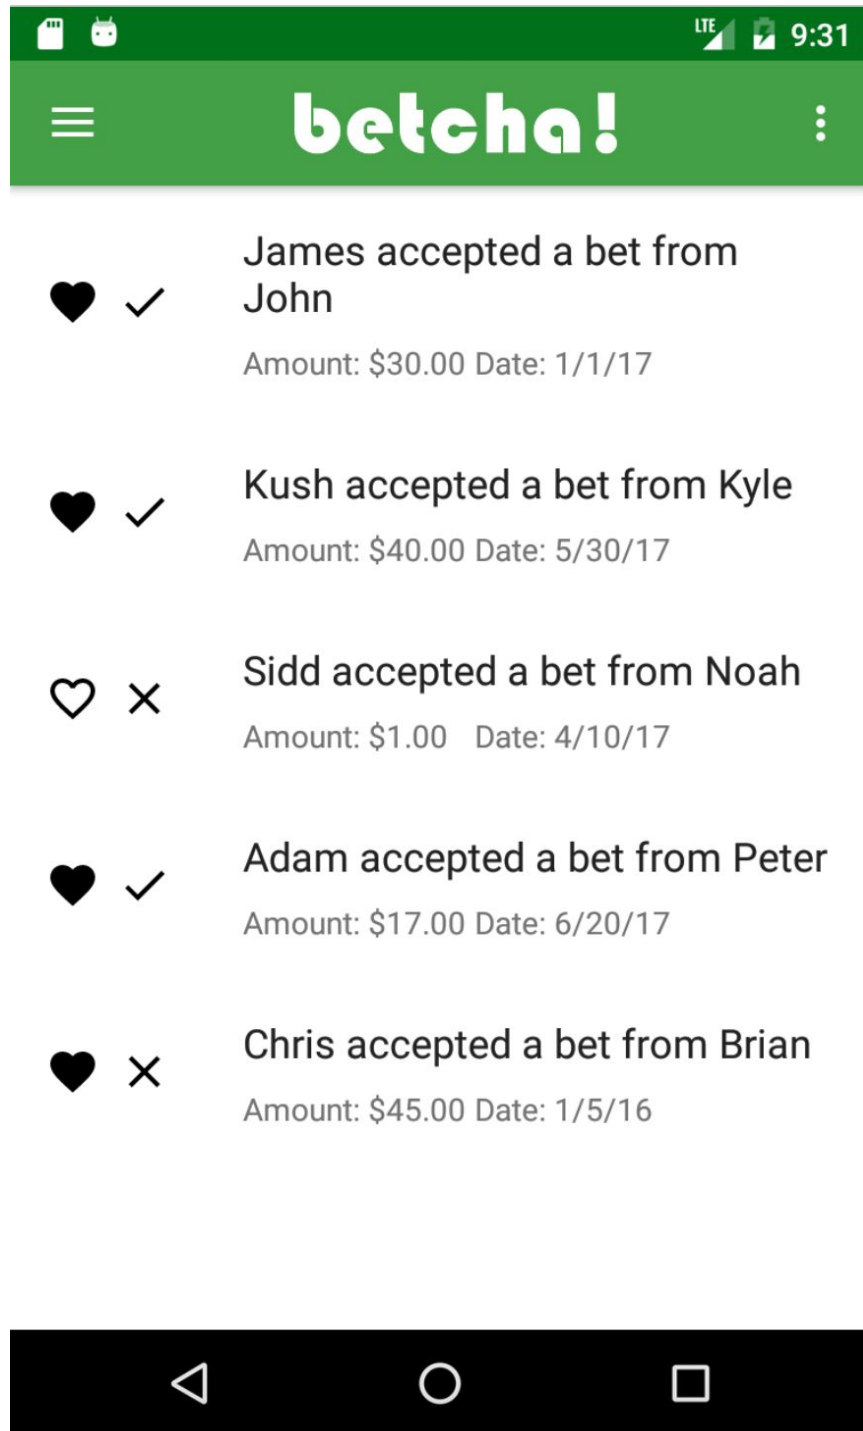 LTE 9:31
betcha!
James accepted a bet from
John
Amount: $30.00 Date: 1/1/17
Kush accepted a bet from Kyle
Amount: $40.00 Date: 5/30/17
Sidd accepted a bet from Noah
Amount: $1.00 Date: 4/10/17
Adam accepted a bet from Peter
Amount: $17.00 Date: 6/20/17
Chris accepted a bet from Brian
Amount: $45.00 Date: 1/5/16